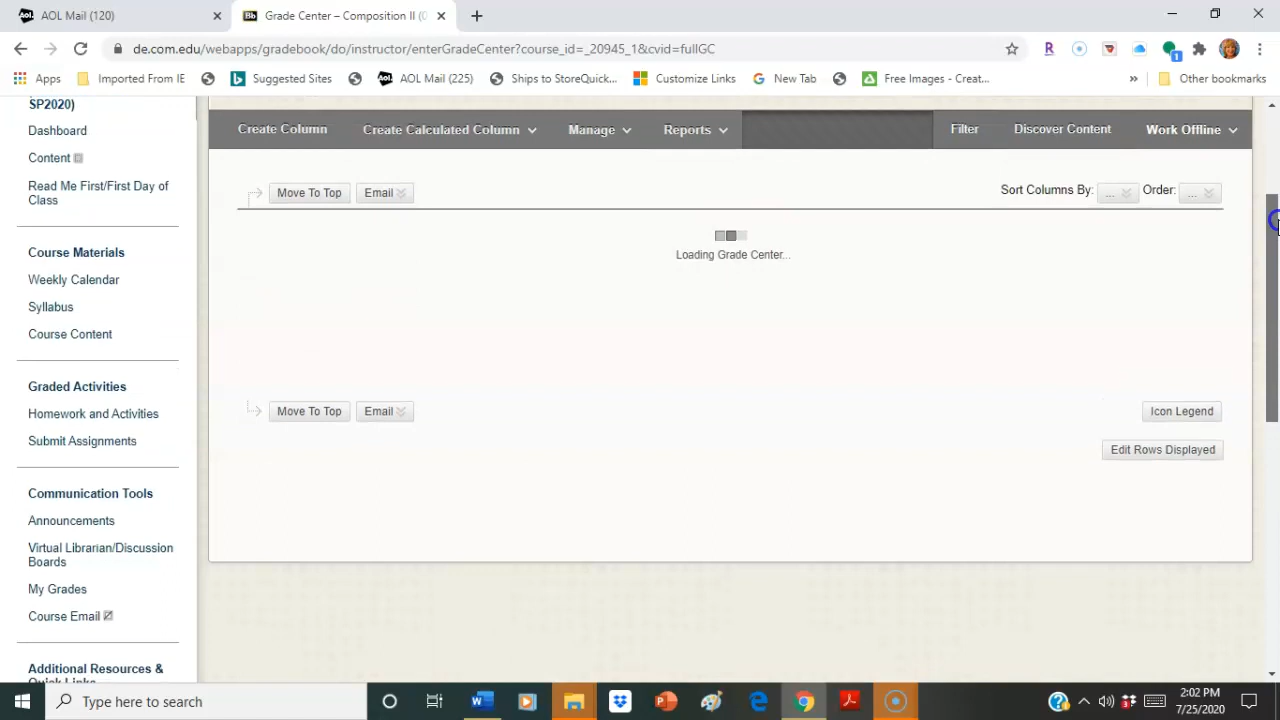 AOL Mail (120)
Bb Grade Center – Composition II (0
de.com.edu/webapps/gradebook/do/instructor/enterGradeCenter?course_id=_20945_1&cvid=fullGC
Apps Imported From IE Suggested Sites AOL Mail (225) Ships to StoreQuick... Customize Links New Tab Free Images - Creat... » Other bookmarks
SP2020)
Dashboard
Content
Read Me First/First Day of
Class
Course Materials
Weekly Calendar
Syllabus
Course Content
Graded Activities
Homework and Activities
Submit Assignments
Communication Tools
Announcements
Virtual Librarian/Discussion
Boards
My Grades
Course Email
Additional Resources &
Quick Links
Create Column Create Calculated Column Manage Reports Filter Discover Content Work Offline
Move To Top Email Sort Columns By: ... Order: ...
Loading Grade Center...
Move To Top Email Icon Legend
Edit Rows Displayed
Type here to search
2:02 PM
7/25/2020